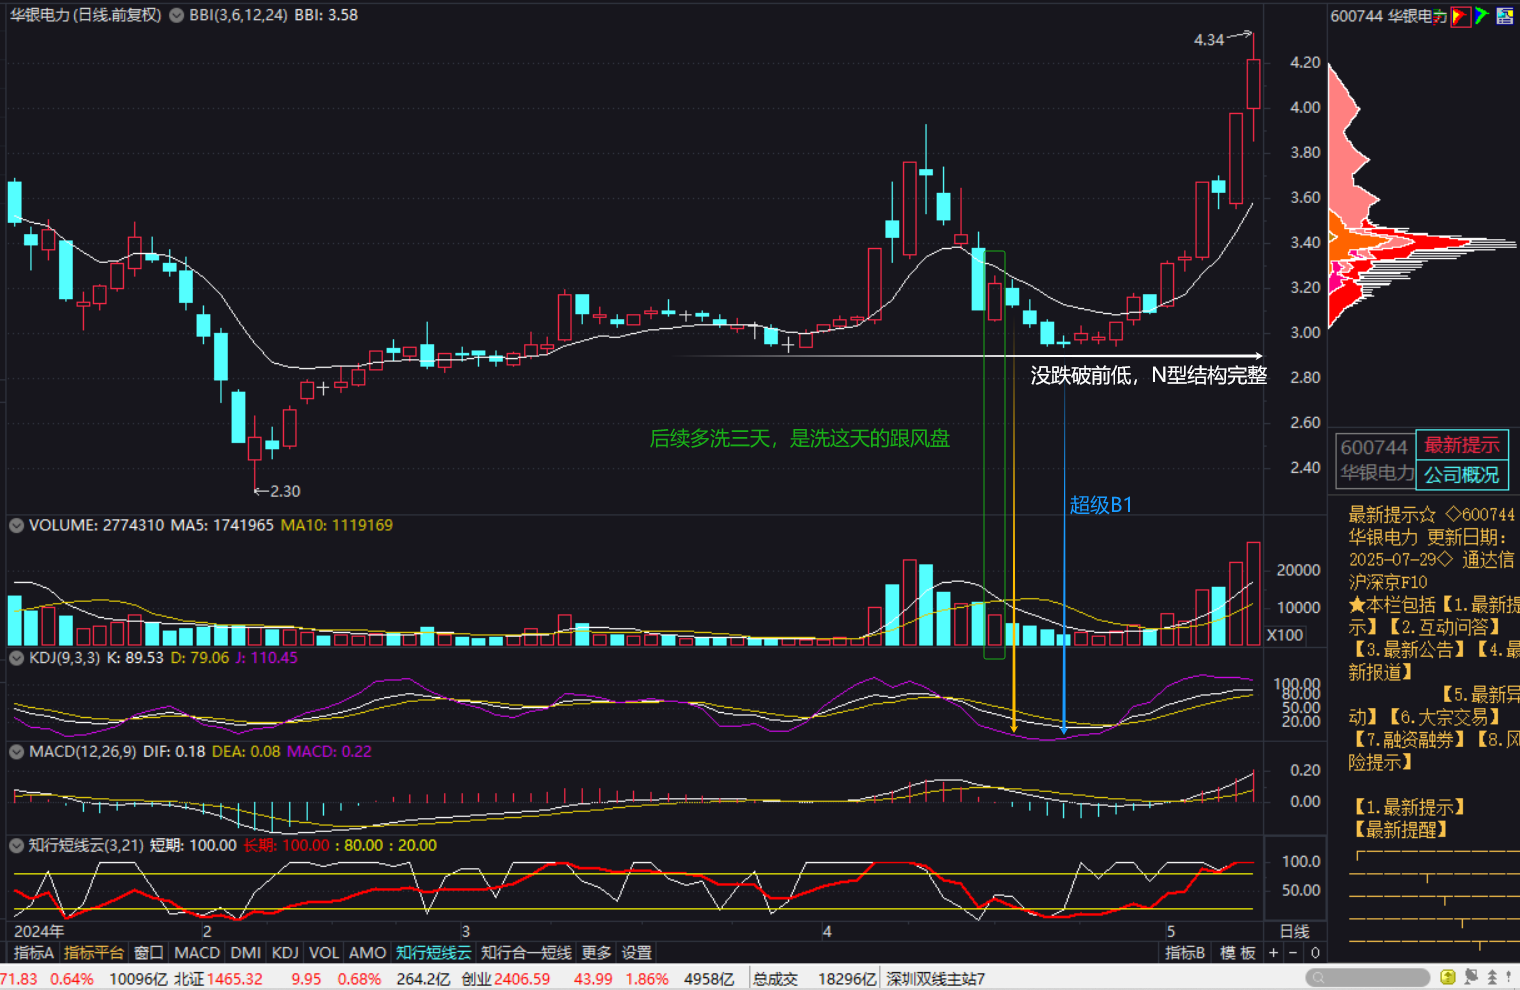 华银电力 (日线.前复权) BBI(3,6,12,24) BBI: 3.58
600744 华银电力
4.34
4.20
4.00
3.80
3.60
3.40
3.20
3.00
2.80
2.60
2.40
没跌破前低，N型结构完整
后续多洗三天，是洗这天的跟风盘
2.30
超级B1
600744 最新提示
华银电力 公司概况
VOLUME: 2774310 MA5: 1741965 MA10: 1119169
20000
10000
X100
KDJ(9,3,3) K: 89.53 D: 79.06 J: 110.45
100.00
80.00
50.00
20.00
MACD(12,26,9) DIF: 0.18 DEA: 0.08 MACD: 0.22
0.20
0.00
知行短线云(3,21) 短期: 100.00 长期: 100.00 : 80.00 : 20.00
100.0
50.00
最新提示☆ ◇600744
华银电力 更新日期：
2025-07-29◇ 通达信
沪深京F10
★本栏包括【1.最新提
示】【2.互动问答】
【3.最新公告】【4.最
新报道】
【5.最新异
动】【6.大宗交易】
【7.融资融券】【8.风
险提示】
【1.最新提示】
【最新提醒】
2024年 2 3 4 5 日线
指标A 指标平台 窗口 MACD DMI KDJ VOL AMO 知行短线云 知行合一短线 更多 设置 指标B 模板 + - 0
71.83 0.64% 10096亿 北证1465.32 9.95 0.68% 264.2亿 创业2406.59 43.99 1.86% 4958亿 总成交 18296亿 深圳双线主站7